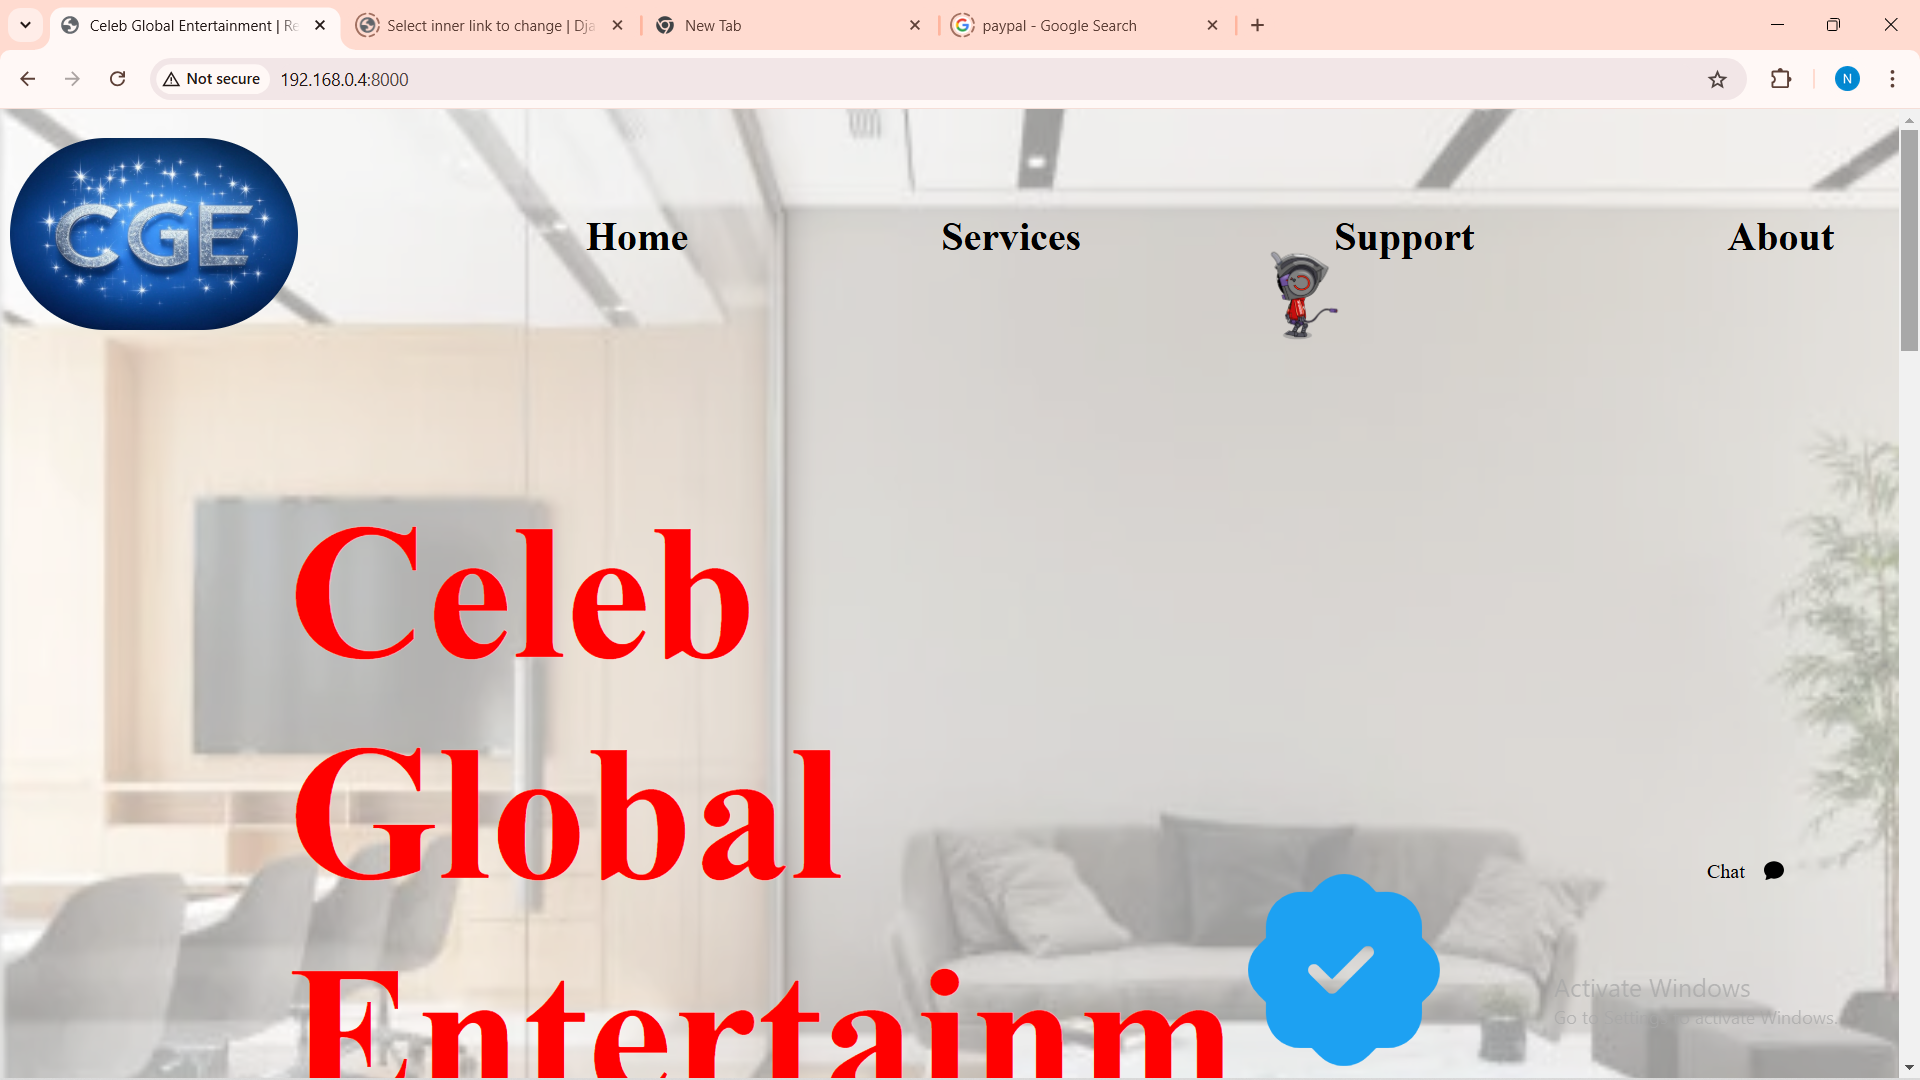 Celeb Global Entertainment | Re
Select inner link to change | Dja
New Tab
paypal - Google Search
Not secure
192.168.0.4:8000
N
CGE
Home
Services
Support
About
Celeb
Global
Entertainm
Chat
Activate Windows
Go to Settings to activate Windows.